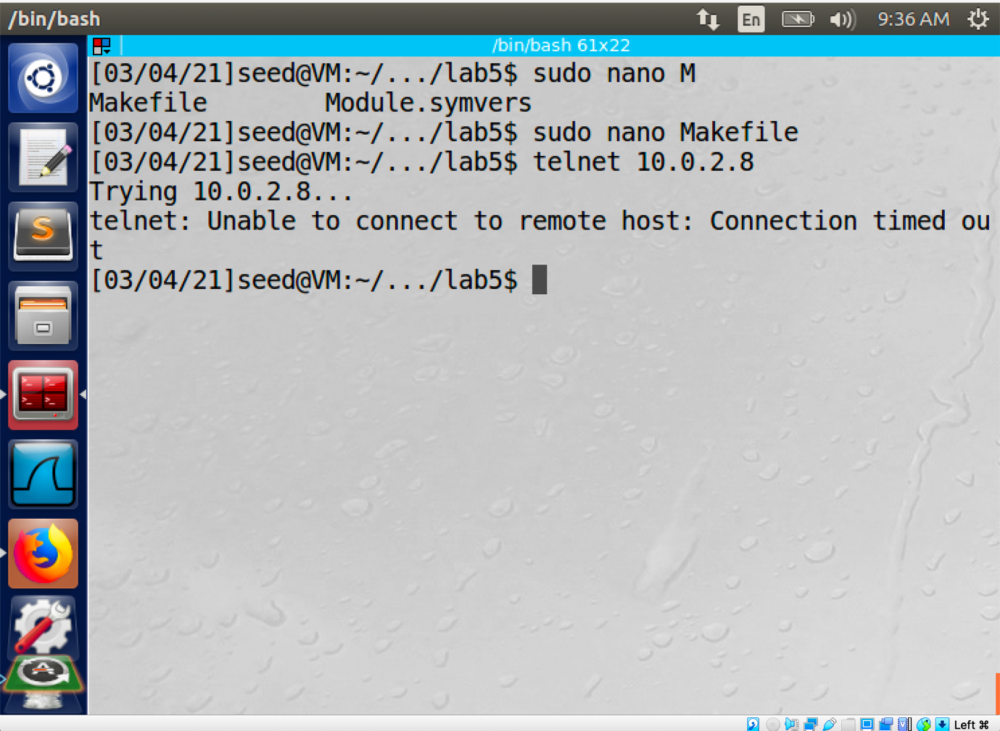 /bin/bash
En
9:36 AM
/bin/bash 61x22
[03/04/21]seed@VM:~/.../lab5$ sudo nano M
Makefile        Module.symvers
[03/04/21]seed@VM:~/.../lab5$ sudo nano Makefile
[03/04/21]seed@VM:~/.../lab5$ telnet 10.0.2.8
Trying 10.0.2.8...
telnet: Unable to connect to remote host: Connection timed ou
t
[03/04/21]seed@VM:~/.../lab5$
Left ⌘